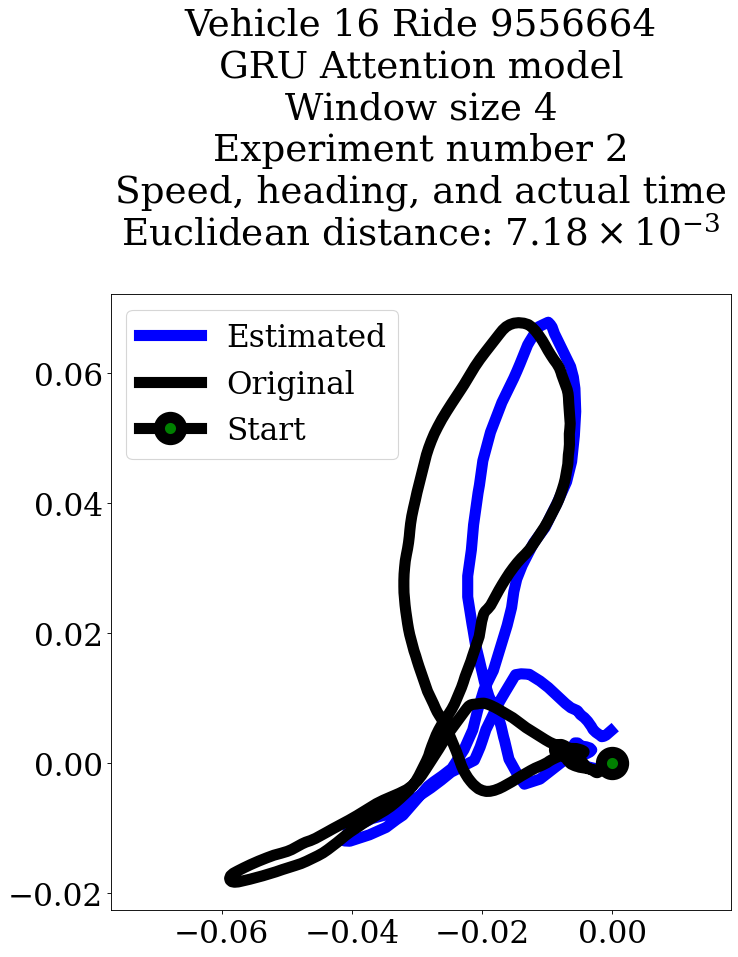 Vehicle 16 Ride 9556664
GRU Attention model
Window size 4
Experiment number 2
Speed, heading, and actual time
Euclidean distance: 7.18 × 10⁻³
Estimated
Original
Start
0.06
0.04
0.02
0.00
−0.02
−0.06
−0.04
−0.02
0.00